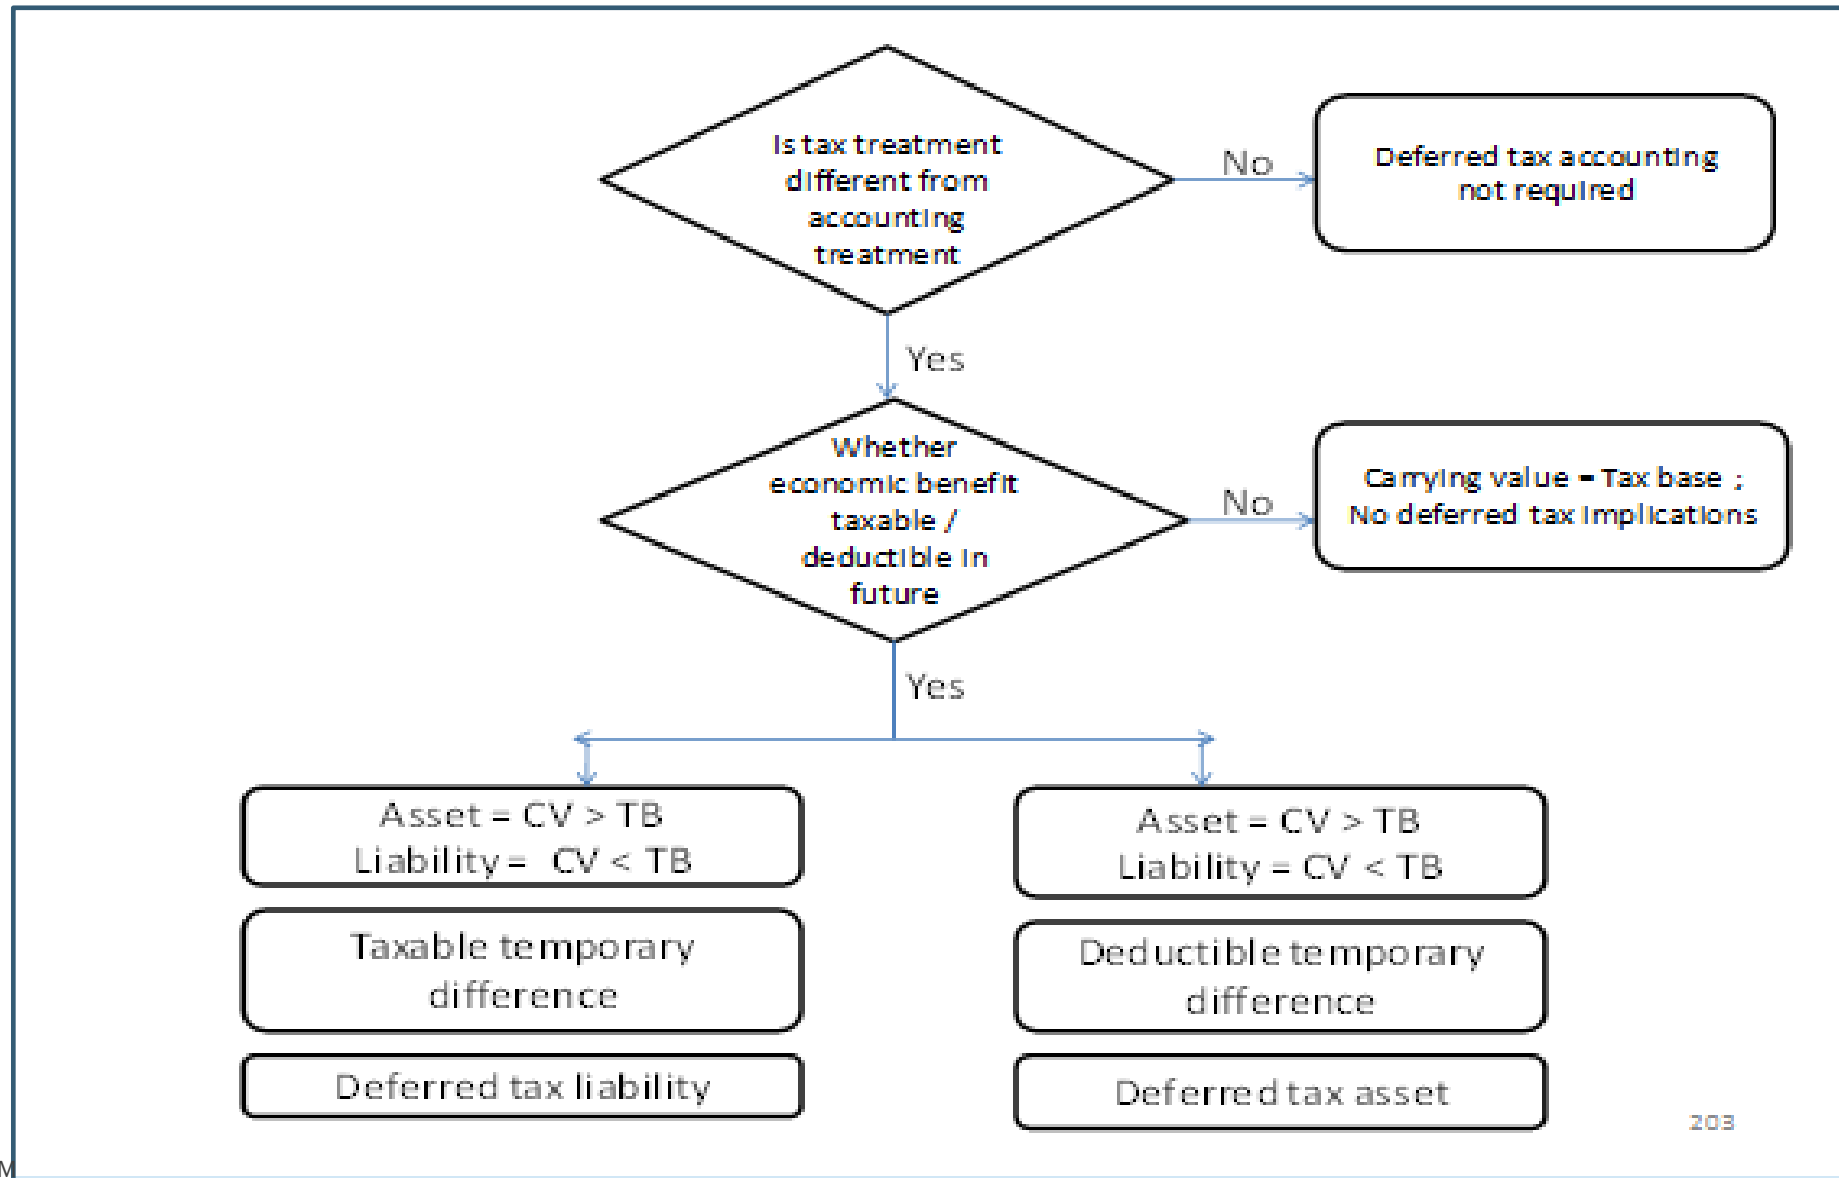 Is tax treatment
different from
accounting
treatment
No
Deferred tax accounting
not required
Yes
Whether
economic benefit
taxable /
deductible in
future
No
Carrying value = Tax base ;
No deferred tax implications
Yes
Asset = CV > TB
Liability = CV < TB
Taxable temporary
difference
Deferred tax liability
Asset = CV > TB
Liability = CV < TB
Deductible temporary
difference
Deferred tax asset
203
M